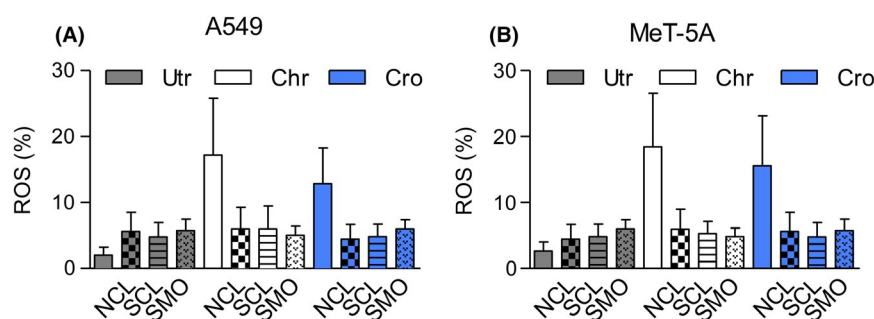 (A) A549
ROS (%)
30
20
10
0
Utr Chr Cro
NCL SCL SMO NCL SCL SMO NCL SCL SMO
(B) MeT-5A
ROS (%)
30
20
10
0
Utr Chr Cro
NCL SCL SMO NCL SCL SMO NCL SCL SMO